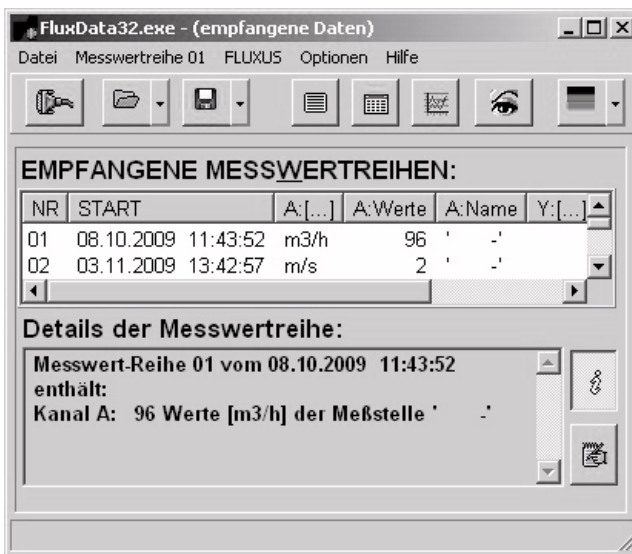 FluxData32.exe - (empfangene Daten)
Datei Messwertreihe 01 FLUXUS Optionen Hilfe
EMPFANGENE MESSWERTREIHEN:
NR START A:[...] A:Werte A:Name Y:[...]
01 08.10.2009 11:43:52 m3/h 96 ' -'
02 03.11.2009 13:42:57 m/s 2 ' -'
Details der Messwertreihe:
Messwert-Reihe 01 vom 08.10.2009 11:43:52
enthält:
Kanal A: 96 Werte [m3/h] der Meßstelle ' -'